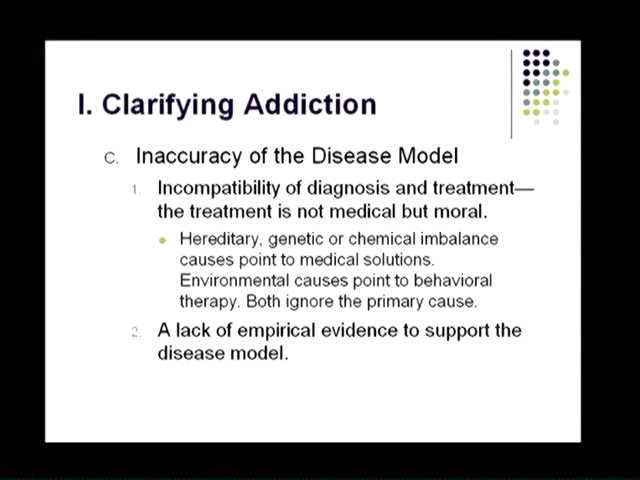 I. Clarifying Addiction
C. Inaccuracy of the Disease Model
1. Incompatibility of diagnosis and treatment—
the treatment is not medical but moral.
Hereditary, genetic or chemical imbalance
causes point to medical solutions.
Environmental causes point to behavioral
therapy. Both ignore the primary cause.
2. A lack of empirical evidence to support the
disease model.